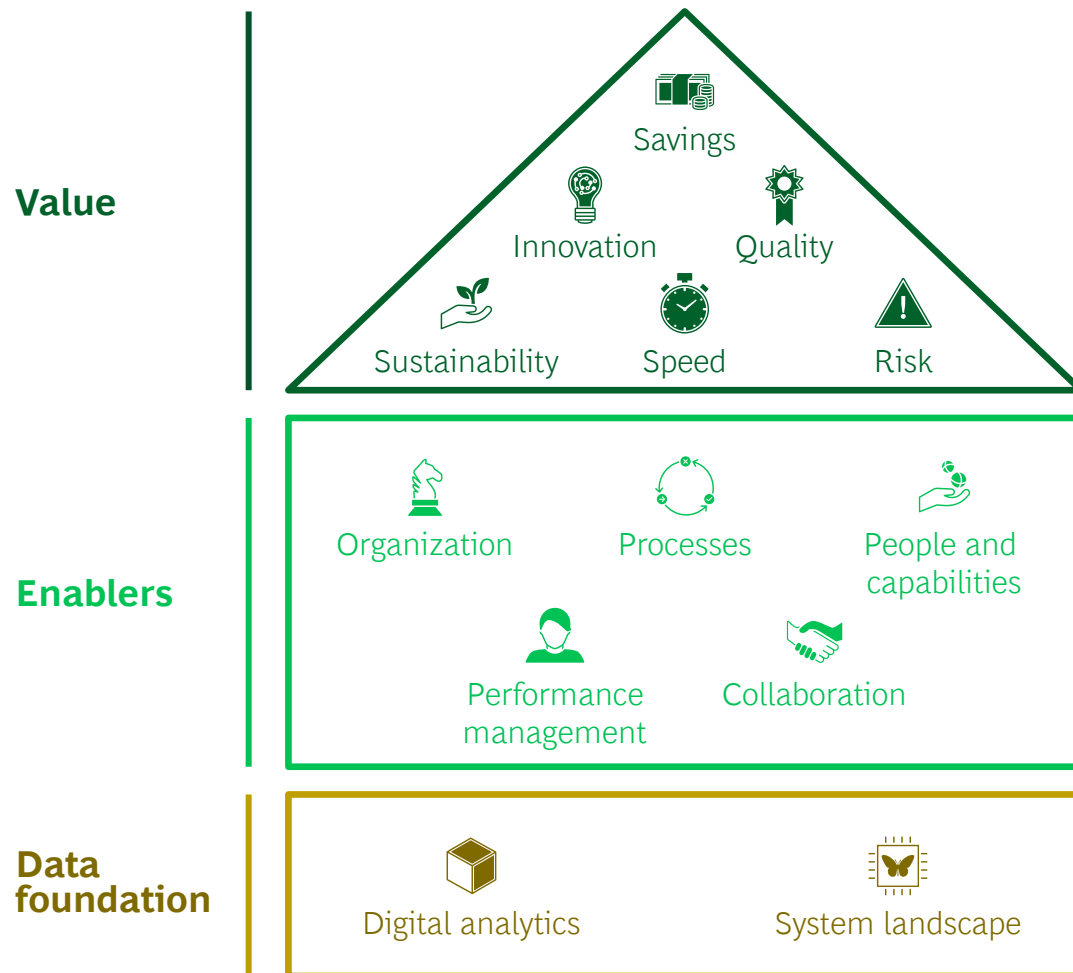 Value
Savings
Innovation
Quality
Sustainability
Speed
Risk
Enablers
Organization
Processes
People and
capabilities
Performance
management
Collaboration
Data
foundation
Digital analytics
System landscape